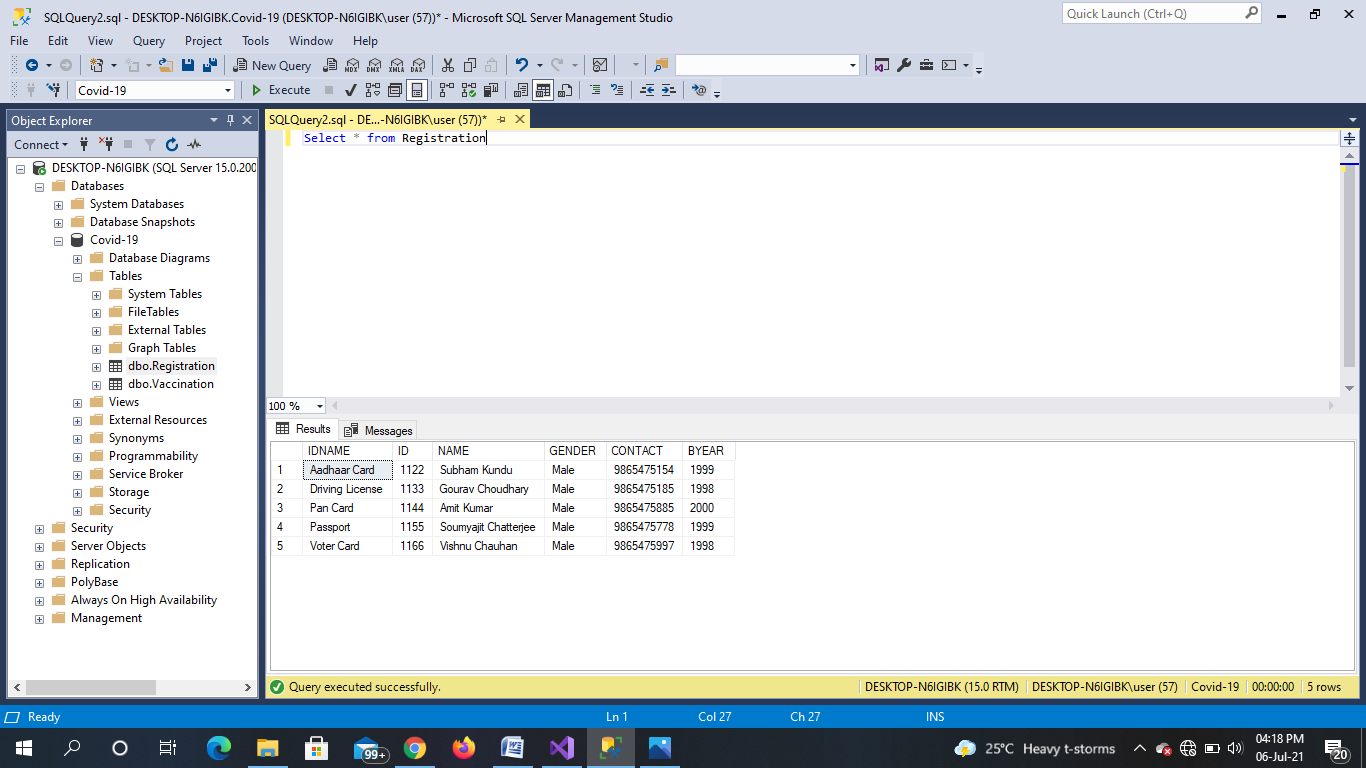 SQLQuery2.sql - DESKTOP-N6IGIBK.Covid-19 (DESKTOP-N6IGIBK\user (57))* - Microsoft SQL Server Management Studio
Quick Launch (Ctrl+Q)
File Edit View Query Project Tools Window Help
New Query MDX DMX XMLA DAX
Covid-19 Execute
Object Explorer
SQLQuery2.sql - DE...-N6IGIBK\user (57))*
Connect
Select * from Registration
DESKTOP-N6IGIBK (SQL Server 15.0.200
Databases
System Databases
Database Snapshots
Covid-19
Database Diagrams
Tables
System Tables
FileTables
External Tables
Graph Tables
dbo.Registration
dbo.Vaccination
Views
External Resources
Synonyms
Programmability
Service Broker
Storage
Security
Security
Server Objects
Replication
PolyBase
Always On High Availability
Management
100 %
Results Messages
IDNAME ID NAME GENDER CONTACT BYEAR
1 Aadhaar Card 1122 Subham Kundu Male 9865475154 1999
2 Driving License 1133 Gourav Choudhary Male 9865475185 1998
3 Pan Card 1144 Amit Kumar Male 9865475885 2000
4 Passport 1155 Soumyajit Chatterjee Male 9865475778 1999
5 Voter Card 1166 Vishnu Chauhan Male 9865475997 1998
Query executed successfully. DESKTOP-N6IGIBK (15.0 RTM) DESKTOP-N6IGIBK\user (57) Covid-19 00:00:00 5 rows
Ready Ln 1 Col 27 Ch 27 INS
99+
25°C Heavy t-storms
04:18 PM
06-Jul-21
20